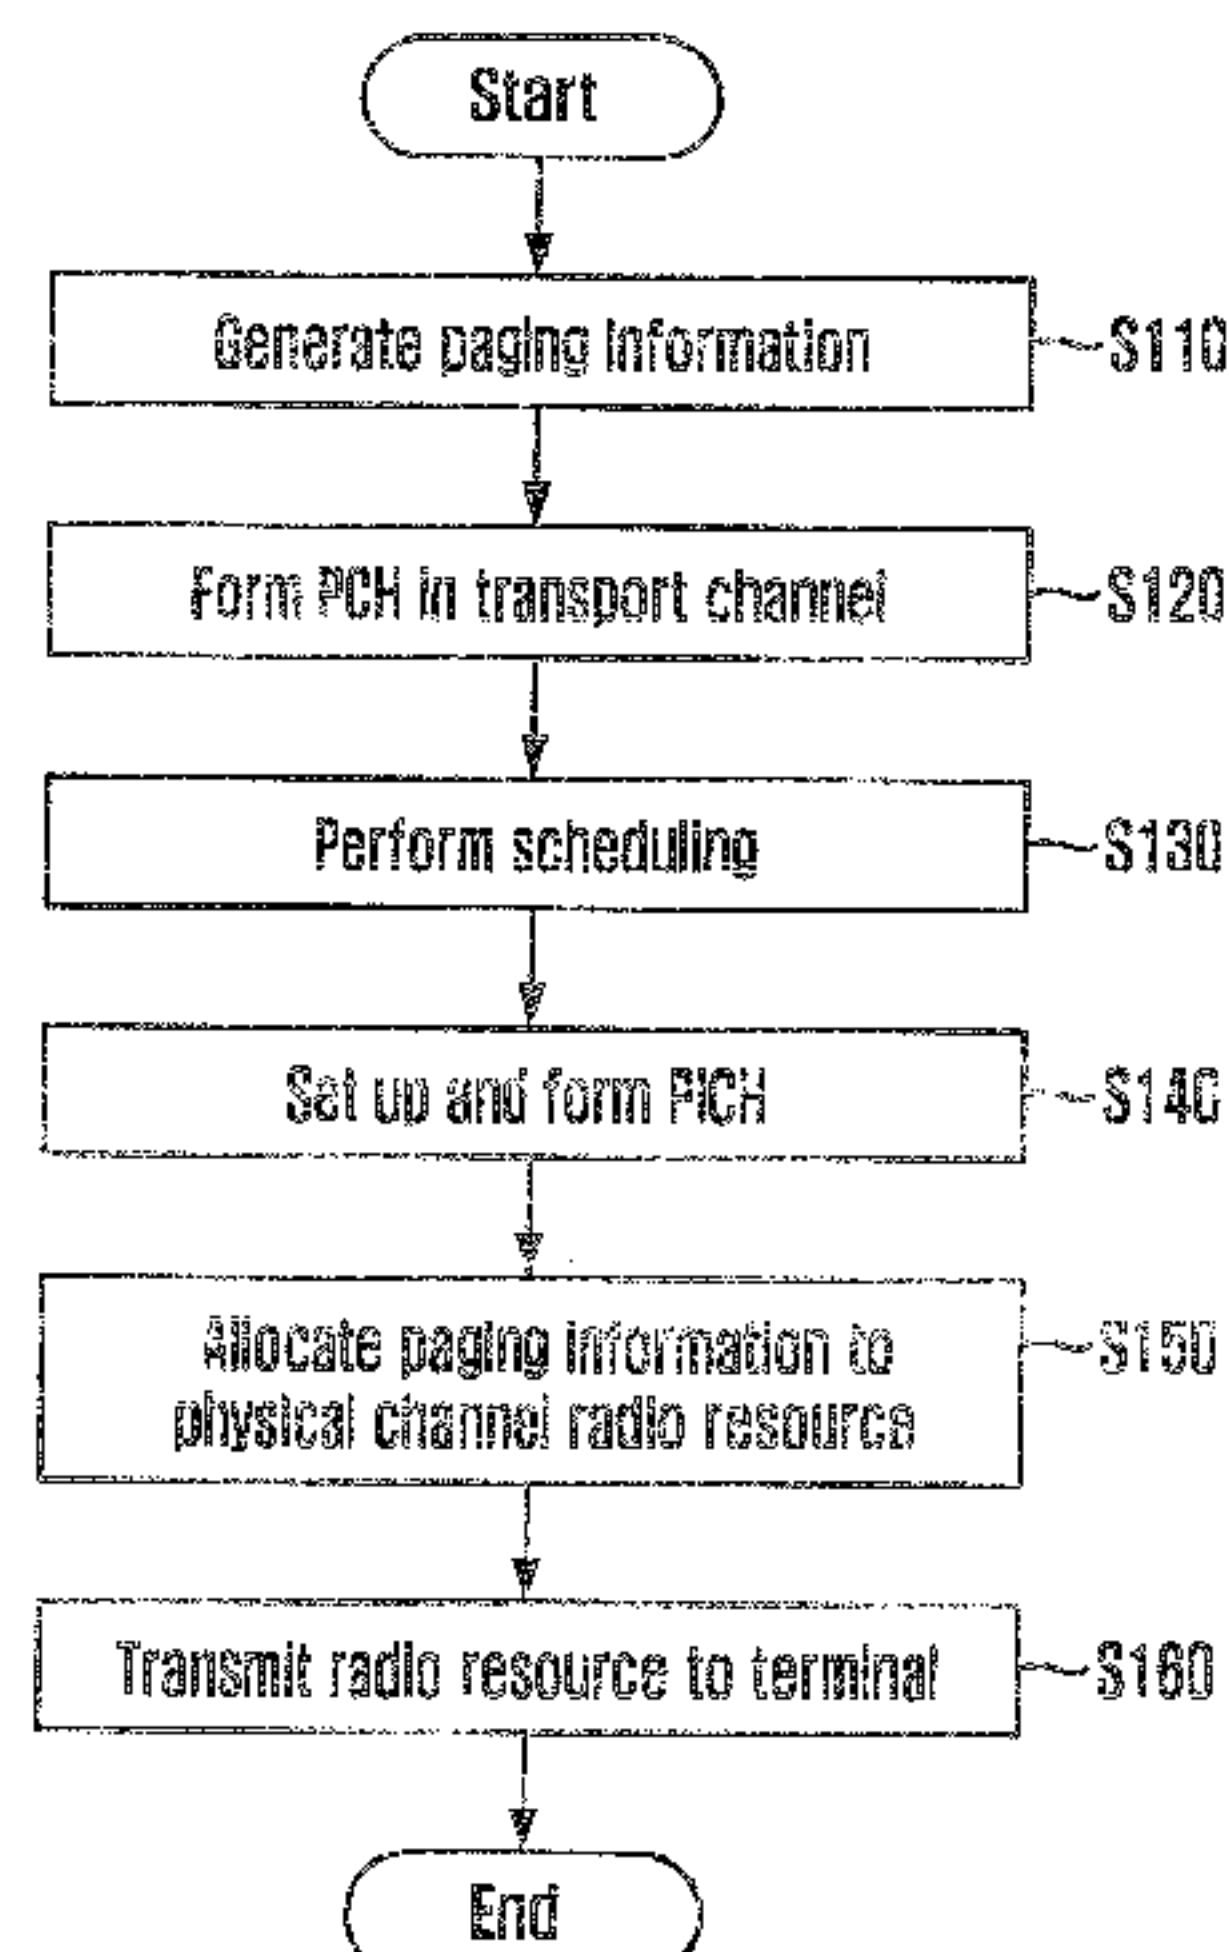 Start
Generate paging information
S110
Form PCH in transport channel
S120
Perform scheduling
S130
Set up and form PICH
S140
Allocate paging information to
physical channel radio resource
S150
Transmit radio resource to terminal
S160
End